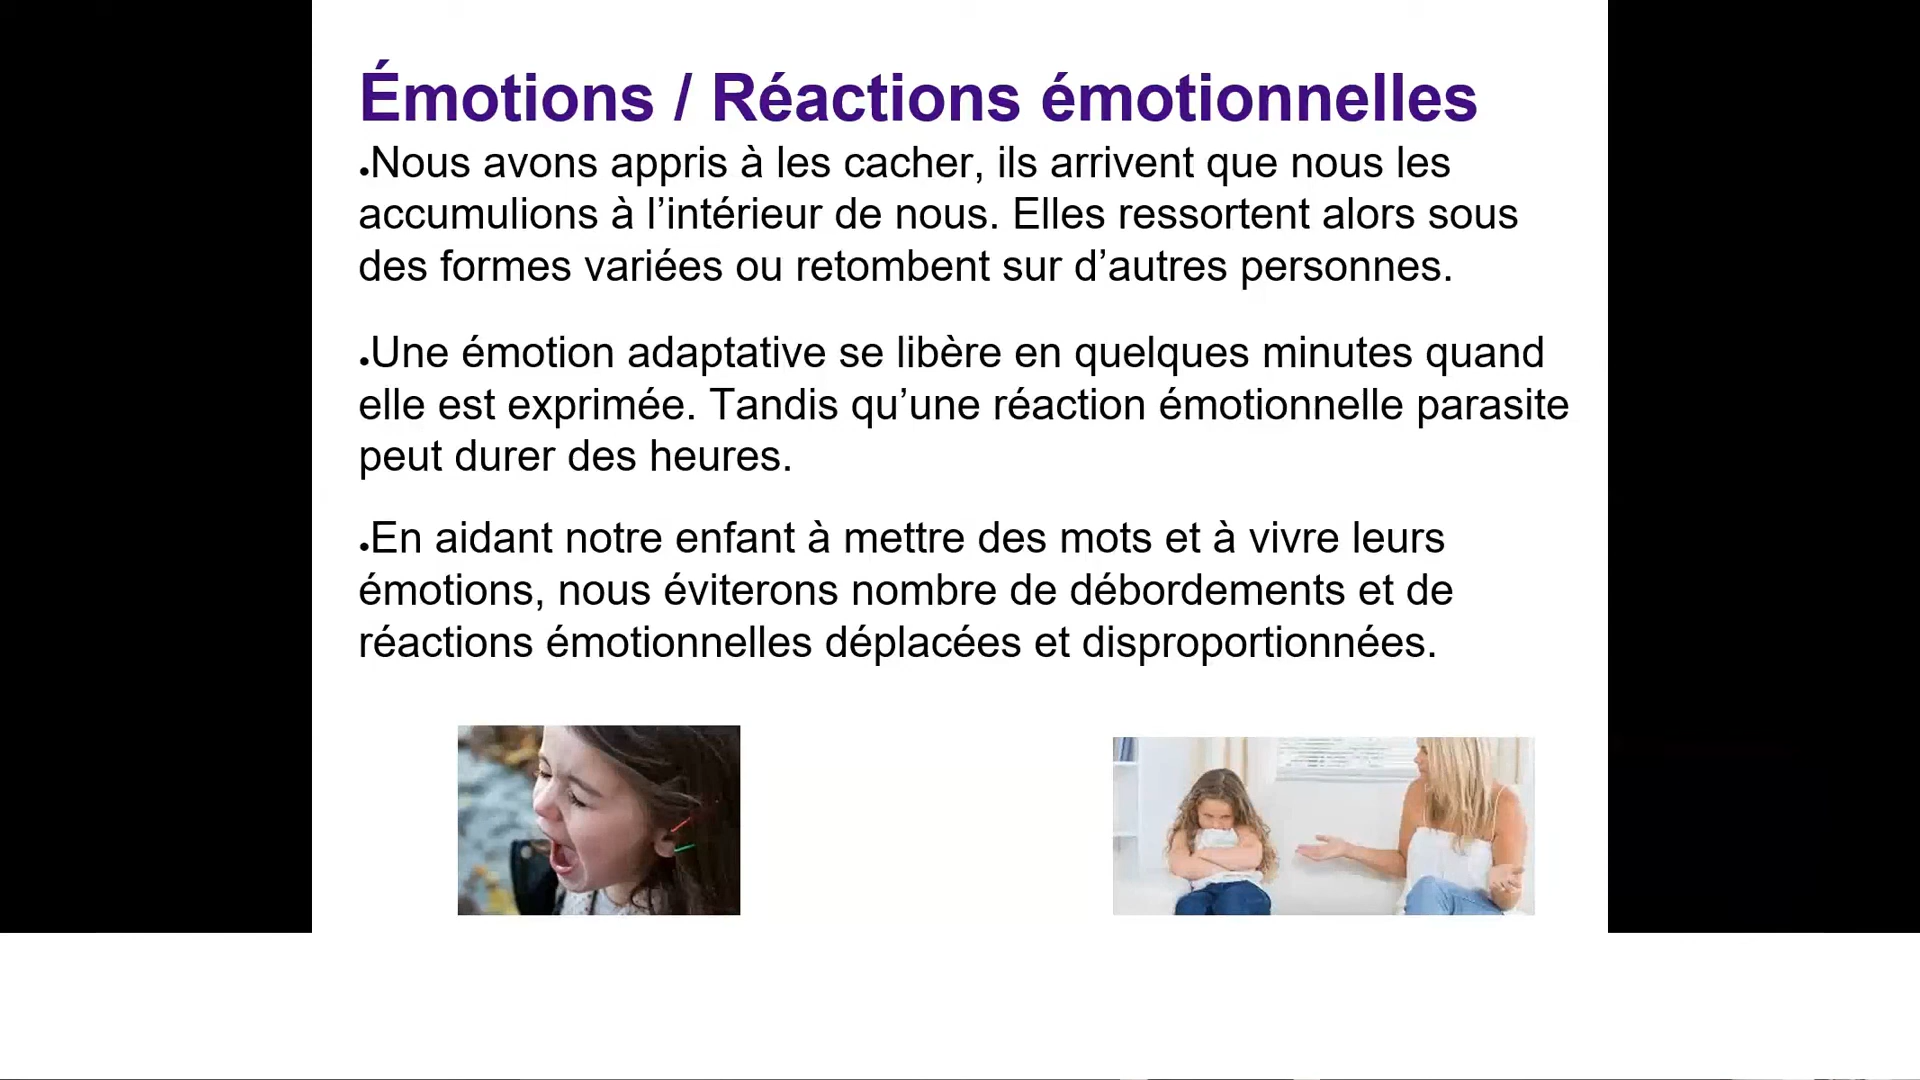 Émotions / Réactions émotionnelles
•Nous avons appris à les cacher, ils arrivent que nous les
accumulions à l’intérieur de nous. Elles ressortent alors sous
des formes variées ou retombent sur d’autres personnes.
•Une émotion adaptative se libère en quelques minutes quand
elle est exprimée. Tandis qu’une réaction émotionnelle parasite
peut durer des heures.
•En aidant notre enfant à mettre des mots et à vivre leurs
émotions, nous éviterons nombre de débordements et de
réactions émotionnelles déplacées et disproportionnées.